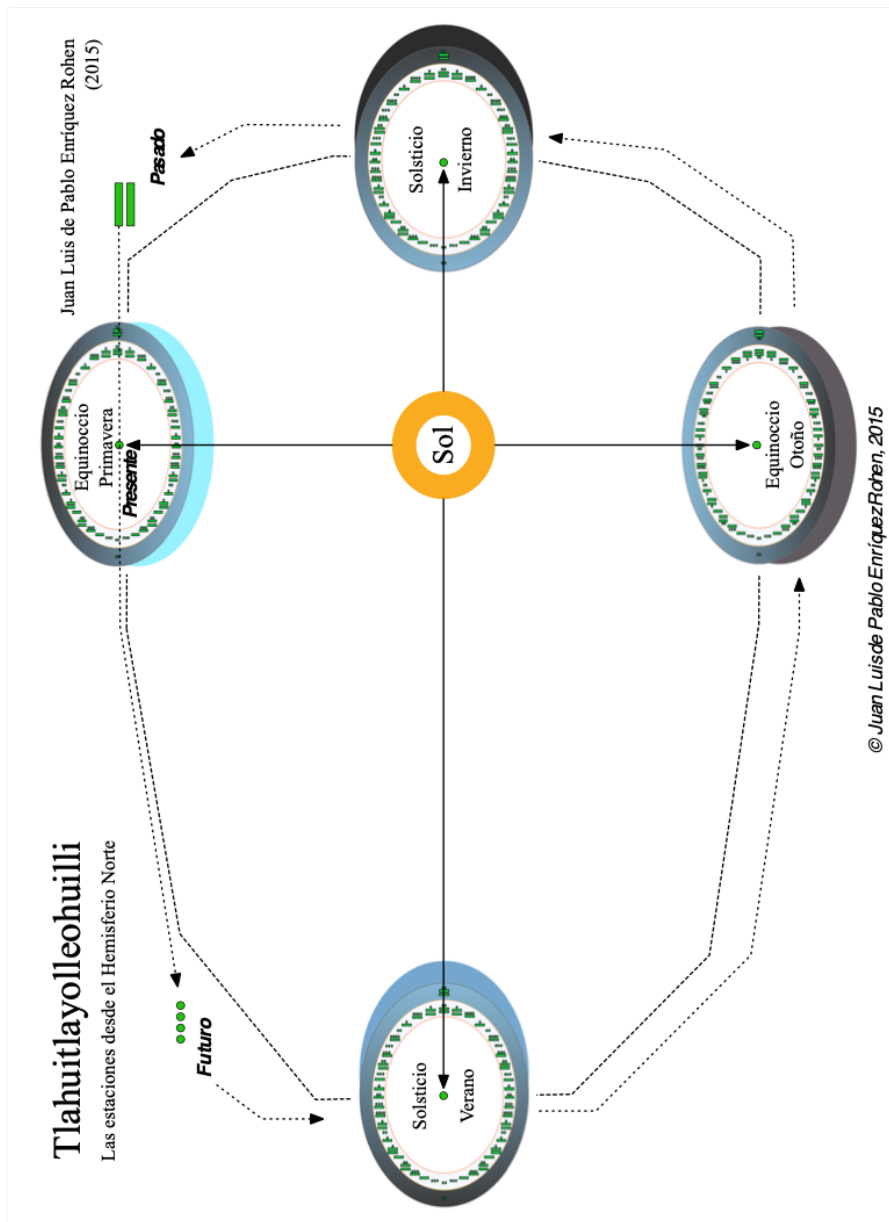 Tlahuitlayolleohuilli
Las estaciones desde el Hemisferio Norte
Juan Luis de Pablo Enríquez Rohen
(2015)
Pasado
Equinoccio
Primavera
Presente
Futuro
Solsticio
Invierno
Sol
Solsticio
Verano
Equinoccio
Otoño
© Juan Luis de Pablo Enríquez Rohen, 2015